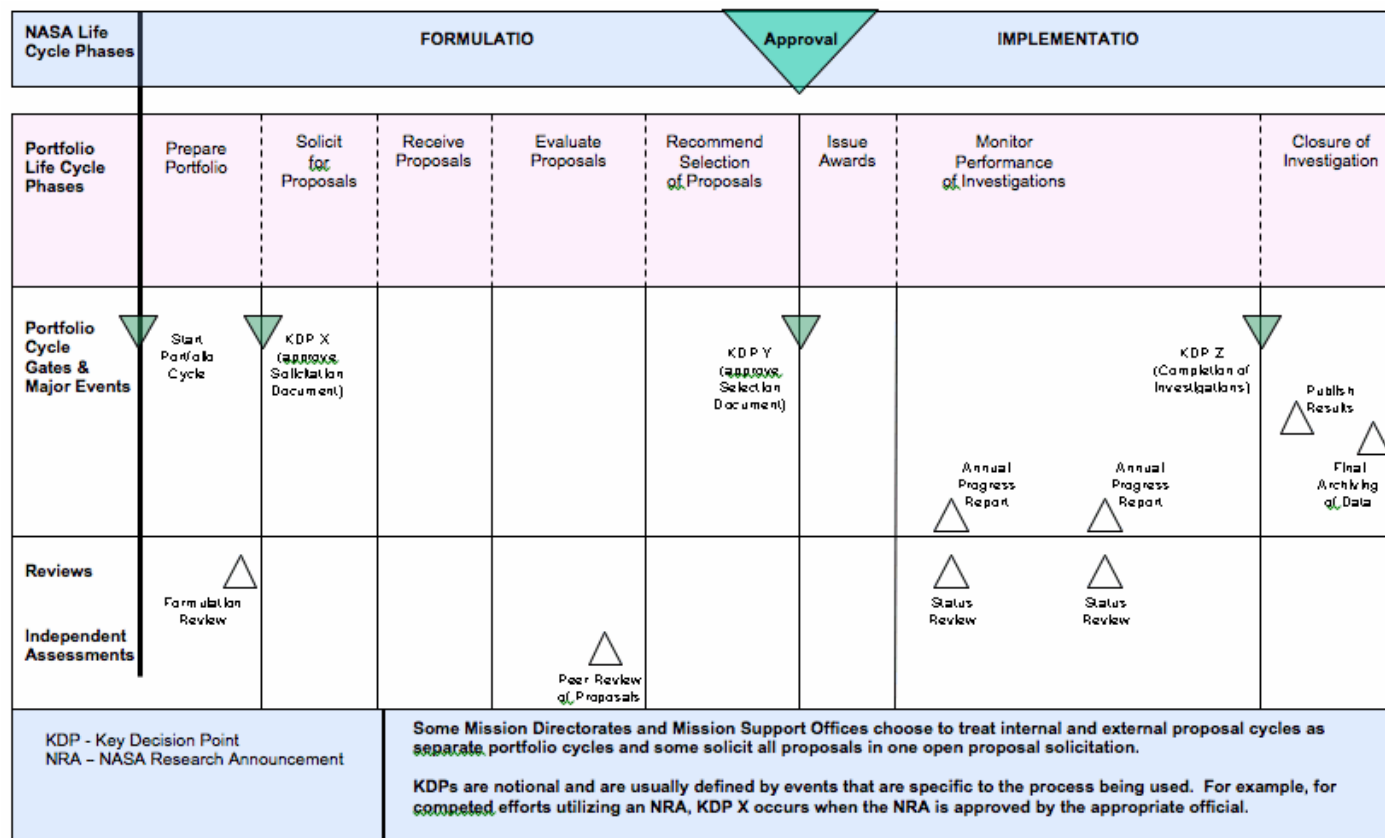 NASA Life
Cycle Phases
FORMULATIO
Approval
IMPLEMENTATIO
Portfolio
Life Cycle
Phases
Prepare
Portfolio
Solicit
for
Proposals
Receive
Proposals
Evaluate
Proposals
Recommend
Selection
of Proposals
Issue
Awards
Monitor
Performance
of Investigations
Closure of
Investigation
Portfolio
Cycle
Gates &
Major Events
Start
Portfolio
Cycle
KDP X
(approve
Solicitation
Document)
KDP Y
(approve
Selection
Document)
KDP Z
(Completion of
Investigations)
Publish
Results
Annual
Progress
Report
Annual
Progress
Report
Final
Archiving
of Data
Reviews
Formulation
Review
Status
Review
Status
Review
Independent
Assessments
Peer Review
of Proposals
KDP - Key Decision Point
NRA – NASA Research Announcement
Some Mission Directorates and Mission Support Offices choose to treat internal and external proposal cycles as
separate portfolio cycles and some solicit all proposals in one open proposal solicitation.
KDPs are notional and are usually defined by events that are specific to the process being used. For example, for
competed efforts utilizing an NRA, KDP X occurs when the NRA is approved by the appropriate official.